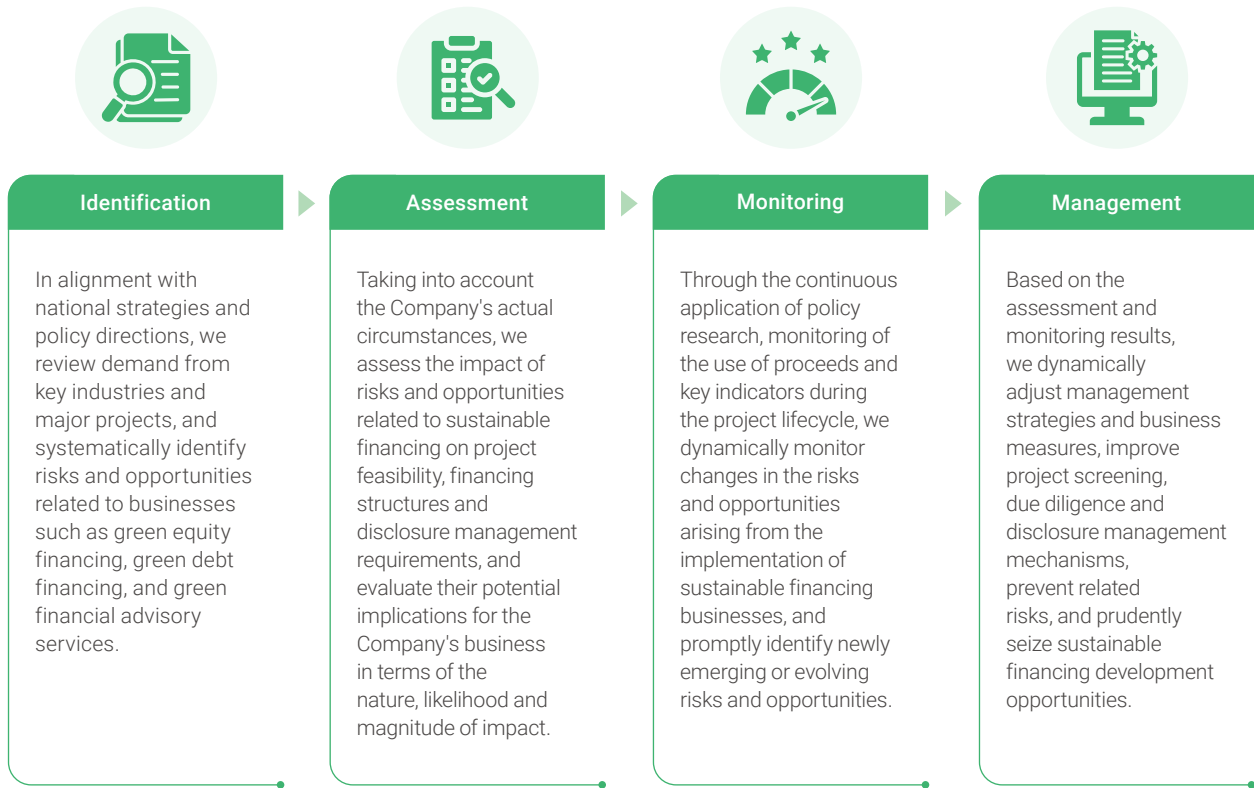 Identification
In alignment with
national strategies and
policy directions, we
review demand from
key industries and
major projects, and
systematically identify
risks and opportunities
related to businesses
such as green equity
financing, green debt
financing, and green
financial advisory
services.
Assessment
Taking into account
the Company's actual
circumstances, we
assess the impact of
risks and opportunities
related to sustainable
financing on project
feasibility, financing
structures and
disclosure management
requirements, and
evaluate their potential
implications for the
Company's business
in terms of the
nature, likelihood and
magnitude of impact.
Monitoring
Through the continuous
application of policy
research, monitoring of
the use of proceeds and
key indicators during
the project lifecycle, we
dynamically monitor
changes in the risks
and opportunities
arising from the
implementation of
sustainable financing
businesses, and
promptly identify newly
emerging or evolving
risks and opportunities.
Management
Based on the
assessment and
monitoring results,
we dynamically
adjust management
strategies and business
measures, improve
project screening,
due diligence and
disclosure management
mechanisms,
prevent related
risks, and prudently
seize sustainable
financing development
opportunities.